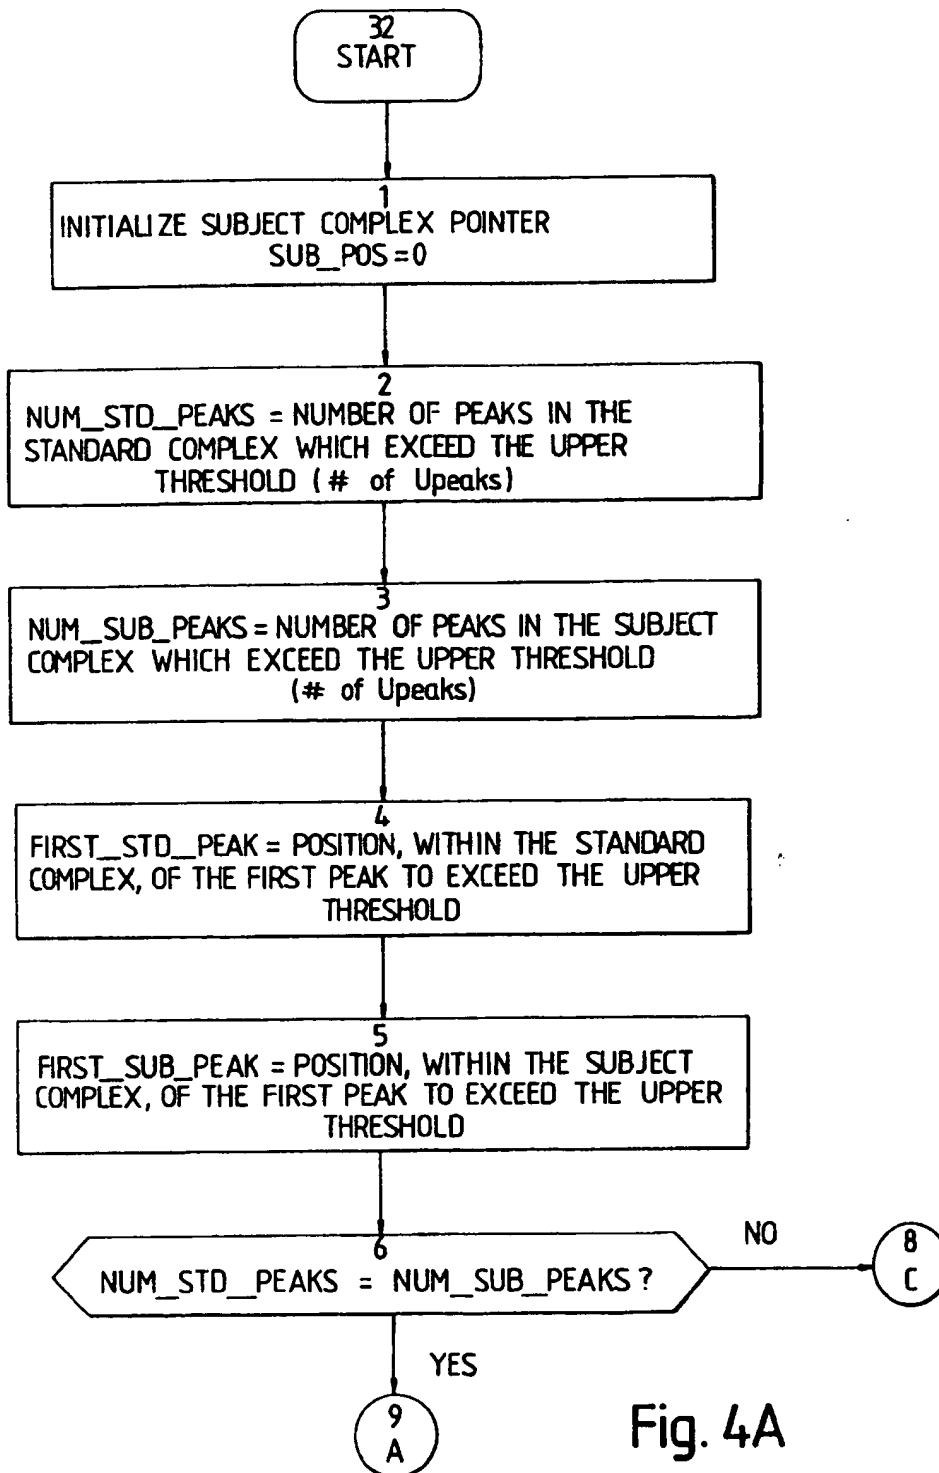 32
START
1
INITIALIZE SUBJECT COMPLEX POINTER
SUB_POS=0
2
NUM_STD_PEAKS = NUMBER OF PEAKS IN THE
STANDARD COMPLEX WHICH EXCEED THE UPPER
THRESHOLD (# of Upeaks)
3
NUM_SUB_PEAKS = NUMBER OF PEAKS IN THE SUBJECT
COMPLEX WHICH EXCEED THE UPPER THRESHOLD
(# of Upeaks)
4
FIRST_STD_PEAK = POSITION, WITHIN THE STANDARD
COMPLEX, OF THE FIRST PEAK TO EXCEED THE UPPER
THRESHOLD
5
FIRST_SUB_PEAK = POSITION, WITHIN THE SUBJECT
COMPLEX, OF THE FIRST PEAK TO EXCEED THE UPPER
THRESHOLD
6
NUM_STD_PEAKS = NUM_SUB_PEAKS ?
NO
8
C
YES
9
A
Fig. 4A